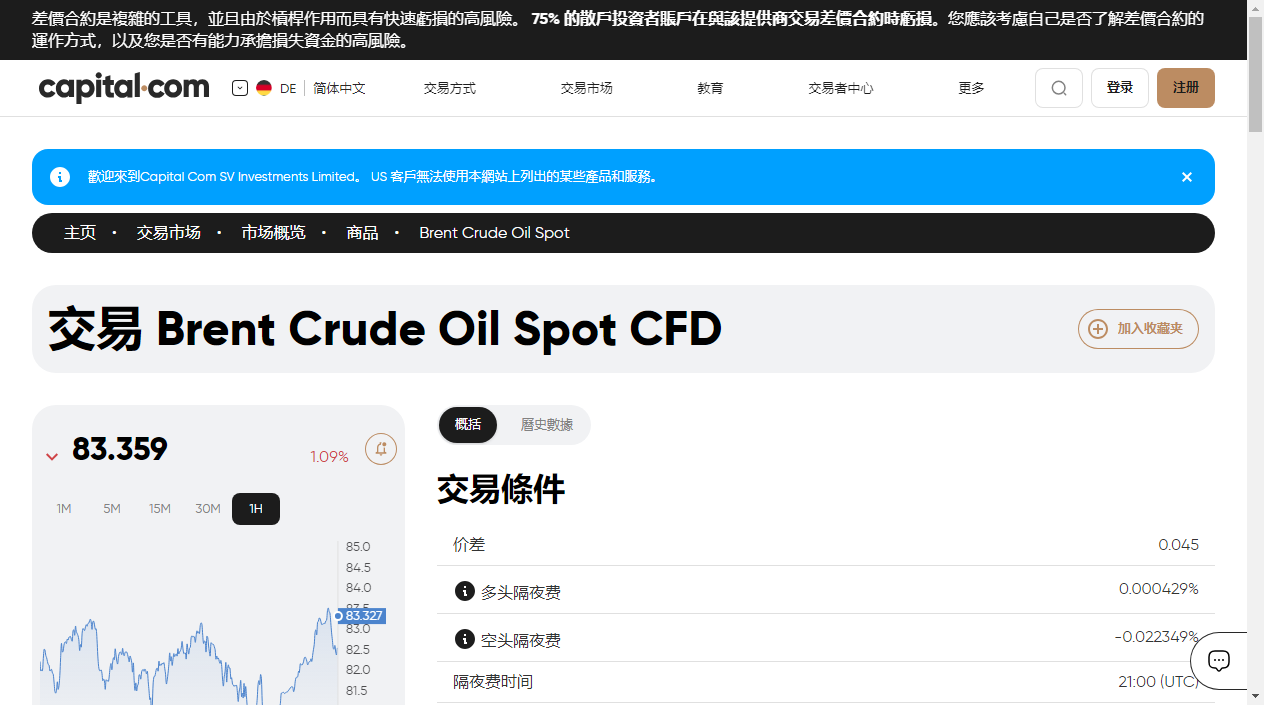 差價合約是複雜的工具，並且由於槓桿作用而具有快速虧損的高風險。 75% 的散戶投資者賬戶在與該提供商交易差價合約時虧損。您應該考慮自己是否了解差價合約的
運作方式，以及您是否有能力承擔損失資金的高風險。
capital.com
DE
简体中文
交易方式
交易市场
教育
交易者中心
更多
登录
注册
歡迎來到Capital Com SV Investments Limited。 US 客戶無法使用本網站上列出的某些產品和服務。
主页 • 交易市场 • 市场概览 • 商品 • Brent Crude Oil Spot
交易 Brent Crude Oil Spot CFD
加入收藏夹
83.359
1.09%
1M 5M 15M 30M 1H
85.0
84.5
84.0
83.5
83.327
83.0
82.5
82.0
81.5
概括
曆史數據
交易條件
价差 0.045
多头隔夜费 0.000429%
空头隔夜费 -0.022349%
隔夜费时间 21:00 (UTC)